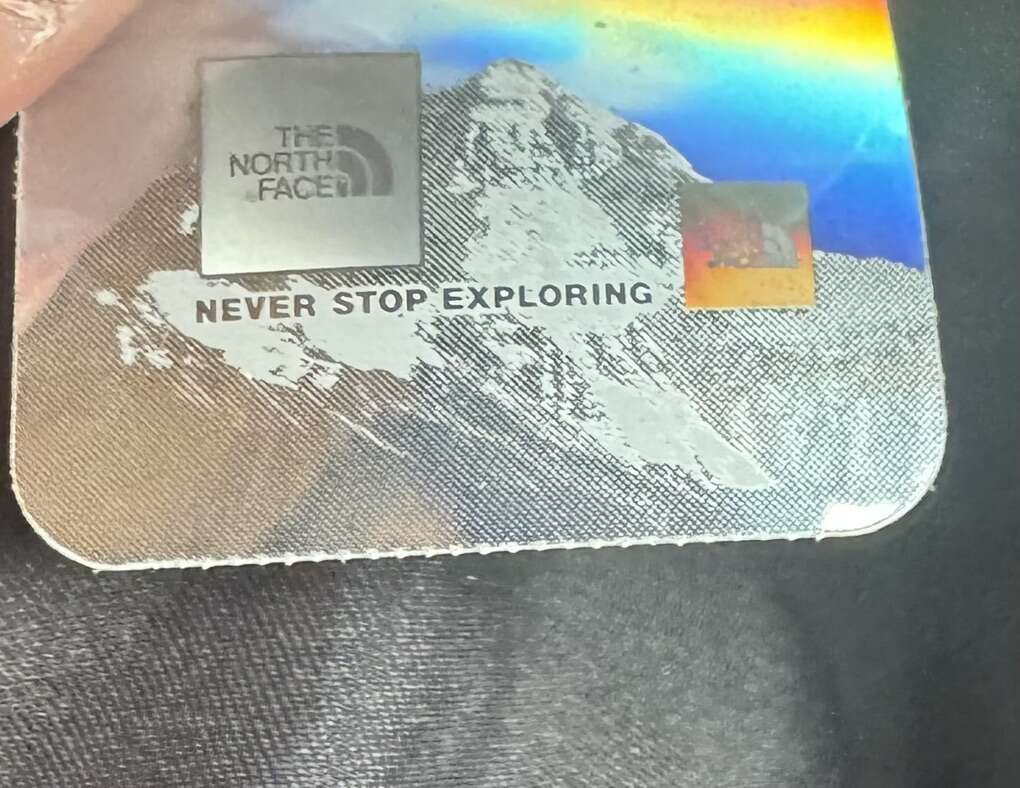 THE
NORTH
FACE
NEVER STOP EXPLORING